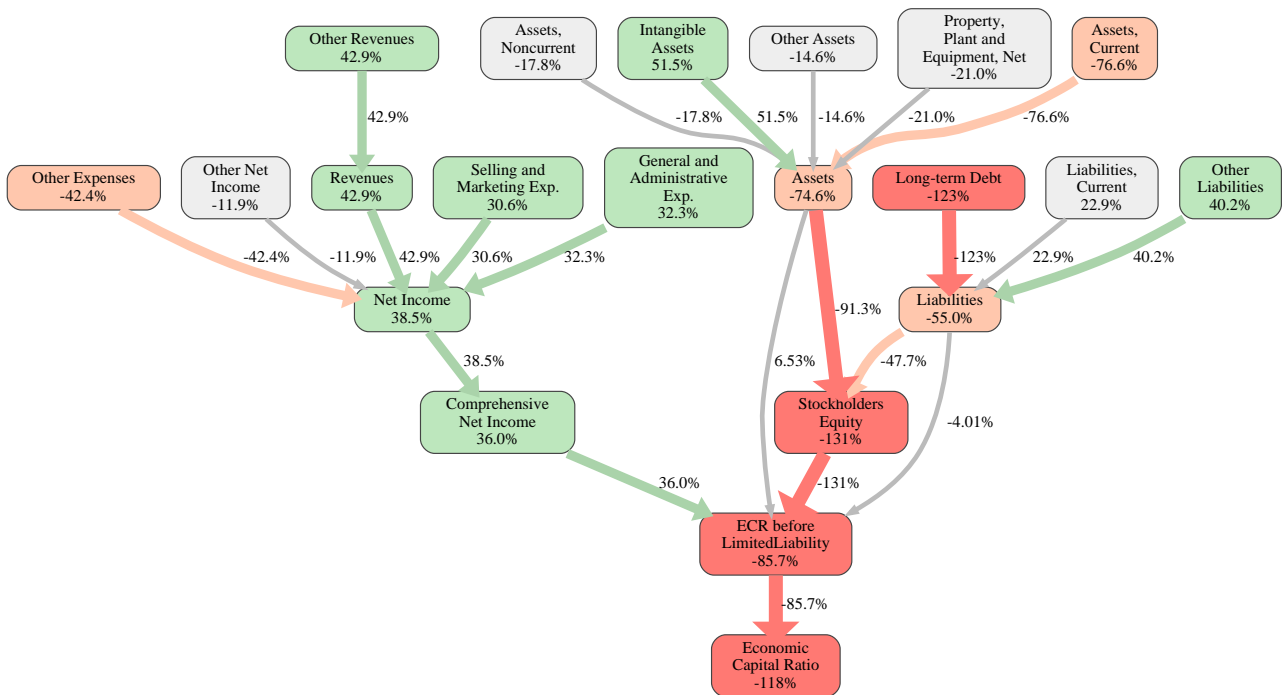 Other Revenues
42.9%
Assets,
Noncurrent
-17.8%
Intangible
Assets
51.5%
Other Assets
-14.6%
Property,
Plant and
Equipment, Net
-21.0%
Assets,
Current
-76.6%
42.9%
-17.8%
51.5%
-14.6%
-21.0%
-76.6%
Other Expenses
-42.4%
Other Net
Income
-11.9%
Revenues
42.9%
Selling and
Marketing Exp.
30.6%
General and
Administrative
Exp.
32.3%
Assets
-74.6%
Long-term Debt
-123%
Liabilities,
Current
22.9%
Other
Liabilities
40.2%
-42.4%
-11.9%
42.9%
30.6%
32.3%
-123%
22.9%
40.2%
Net Income
38.5%
-91.3%
Liabilities
-55.0%
38.5%
6.53%
-47.7%
Comprehensive
Net Income
36.0%
Stockholders
Equity
-131%
-4.01%
36.0%
-131%
ECR before
LimitedLiability
-85.7%
-85.7%
Economic
Capital Ratio
-118%